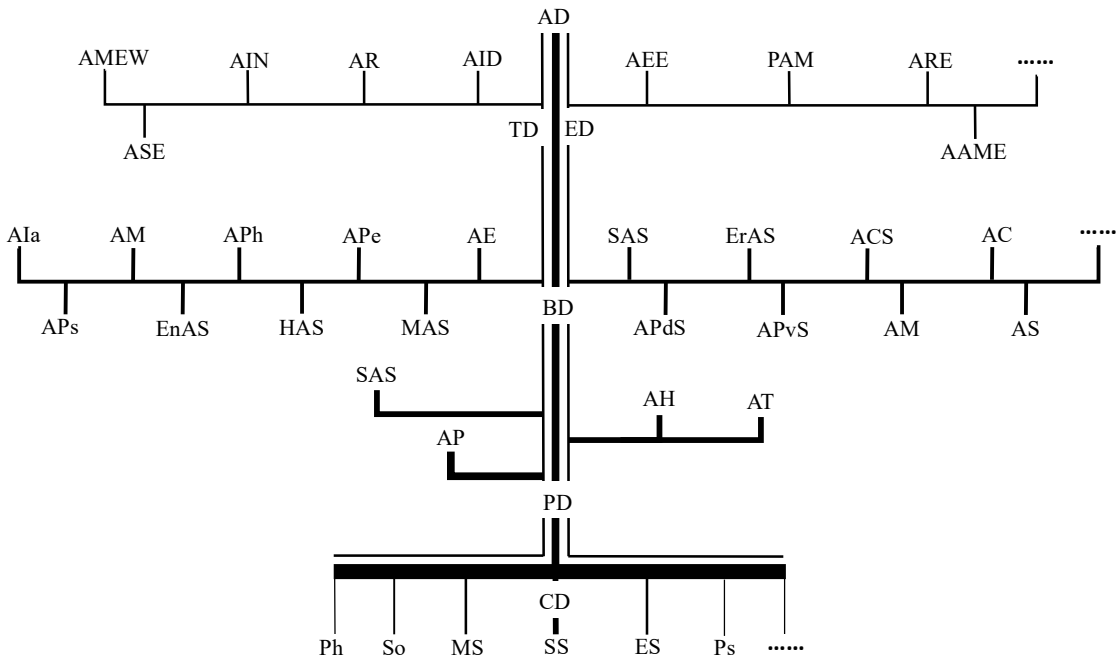 AD
AMEW AIN AR AID AEE PAM ARE ......
TD ED
ASE AAME
AIa AM APh APe AE SAS ErAS ACS AC ......
APs EnAS HAS MAS BD APdS APvS AM AS
SAS
AH AT
AP
PD
CD
Ph So MS SS ES Ps ......